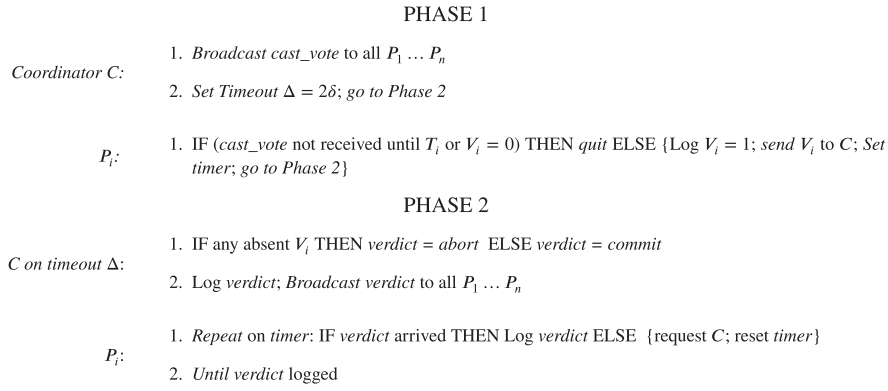 PHASE 1
Coordinator C:
1. Broadcast cast_vote to all P₁ … Pₙ
2. Set Timeout Δ = 2δ; go to Phase 2
Pᵢ:
1. IF (cast_vote not received until Tᵢ or Vᵢ = 0) THEN quit ELSE {Log Vᵢ = 1; send Vᵢ to C; Set
timer; go to Phase 2}
PHASE 2
C on timeout Δ:
1. IF any absent Vᵢ THEN verdict = abort ELSE verdict = commit
2. Log verdict; Broadcast verdict to all P₁ … Pₙ
Pᵢ:
1. Repeat on timer: IF verdict arrived THEN Log verdict ELSE {request C; reset timer}
2. Until verdict logged